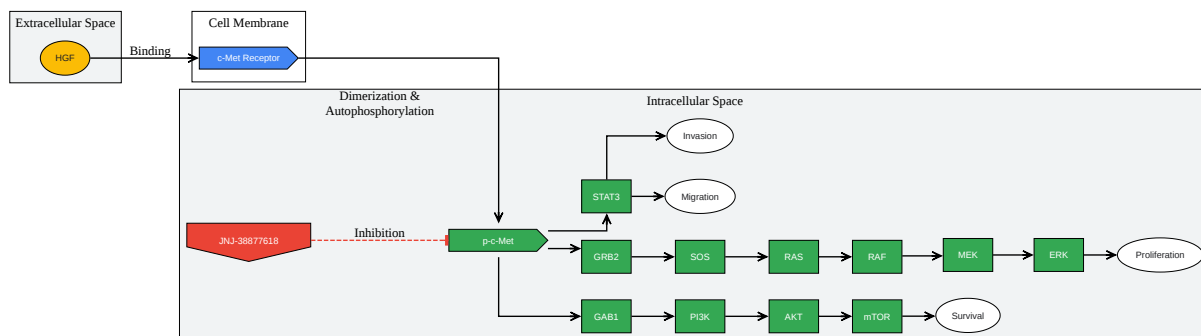 Extracellular Space
Cell Membrane
HGF
Binding
c-Met Receptor
Dimerization &
Autophosphorylation
Intracellular Space
Invasion
STAT3
Migration
JNJ-38877618
Inhibition
p-c-Met
GRB2
SOS
RAS
RAF
MEK
ERK
Proliferation
GAB1
PI3K
AKT
mTOR
Survival